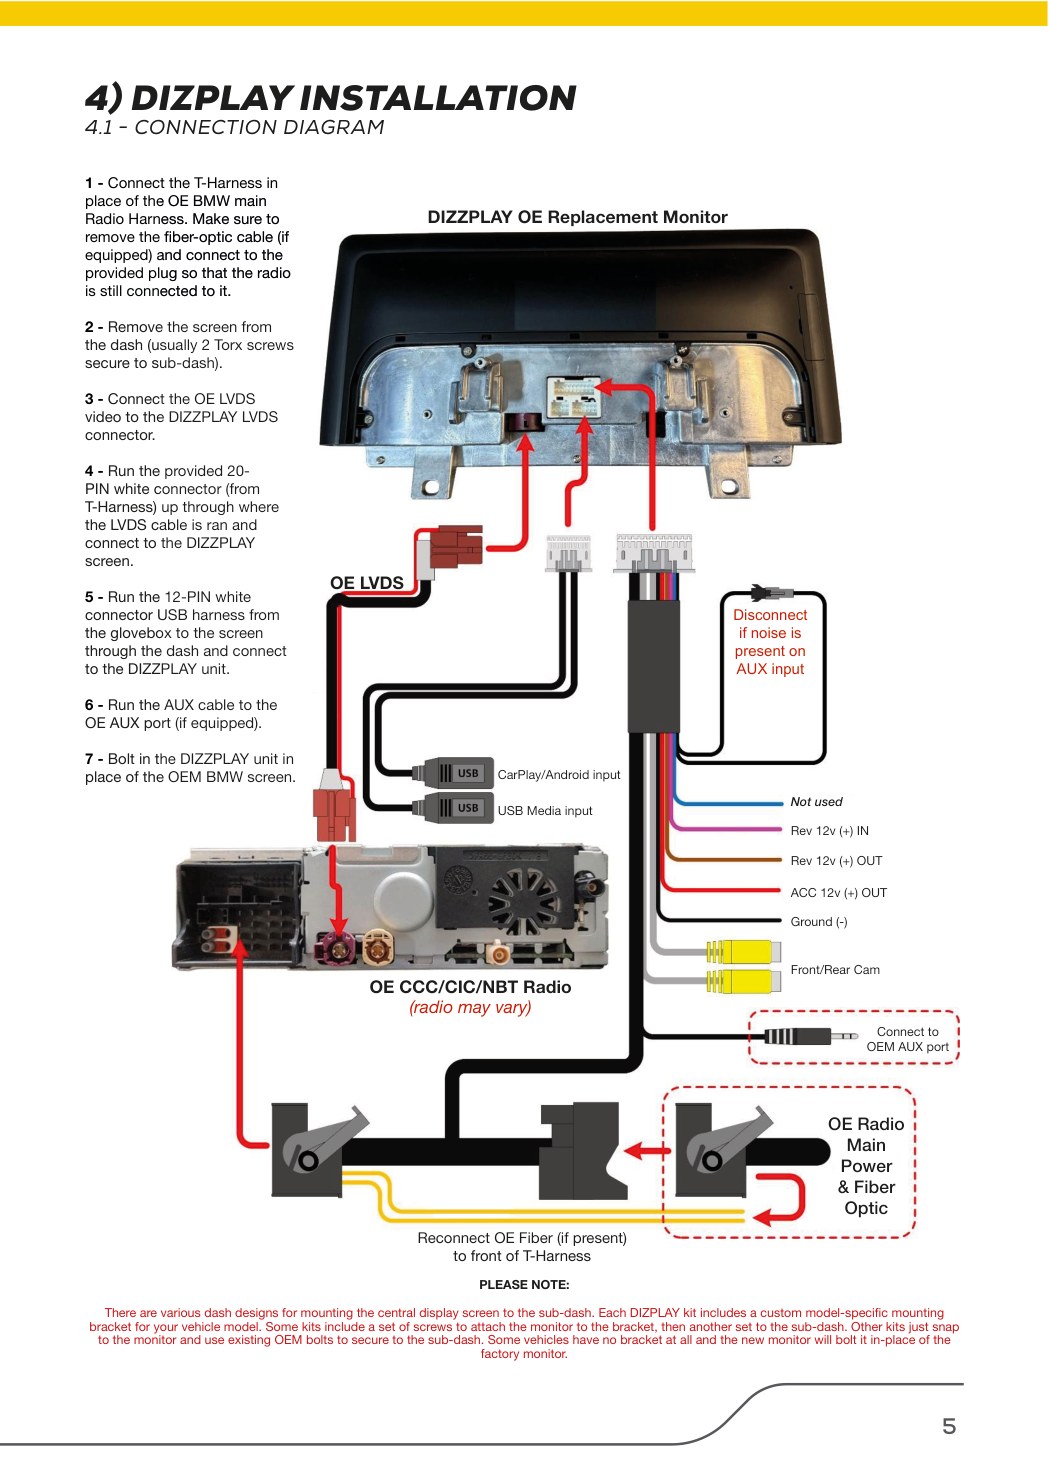 4) DIZPLAY INSTALLATION
4.1 - CONNECTION DIAGRAM
1 - Connect the T-Harness in
place of the OE BMW main
Radio Harness. Make sure to
remove the fiber-optic cable (if
equipped) and connect to the
provided plug so that the radio
is still connected to it.
2 - Remove the screen from
the dash (usually 2 Torx screws
secure to sub-dash).
3 - Connect the OE LVDS
video to the DIZZPLAY LVDS
connector.
4 - Run the provided 20-
PIN white connector (from
T-Harness) up through where
the LVDS cable is ran and
connect to the DIZZPLAY
screen.
5 - Run the 12-PIN white
connector USB harness from
the glovebox to the screen
through the dash and connect
to the DIZZPLAY unit.
6 - Run the AUX cable to the
OE AUX port (if equipped).
7 - Bolt in the DIZZPLAY unit in
place of the OEM BMW screen.
DIZZPLAY OE Replacement Monitor
OE LVDS
Disconnect
if noise is
present on
AUX input
USB
CarPlay/Android input
USB
USB Media input
Not used
Rev 12v (+) IN
Rev 12v (+) OUT
ACC 12v (+) OUT
Ground (-)
Front/Rear Cam
OE CCC/CIC/NBT Radio
(radio may vary)
Connect to
OEM AUX port
OE Radio
Main
Power
& Fiber
Optic
Reconnect OE Fiber (if present)
to front of T-Harness
PLEASE NOTE:
There are various dash designs for mounting the central display screen to the sub-dash. Each DIZPLAY kit includes a custom model-specific mounting
bracket for your vehicle model. Some kits include a set of screws to attach the monitor to the bracket, then another set to the sub-dash. Other kits just snap
to the monitor and use existing OEM bolts to secure to the sub-dash. Some vehicles have no bracket at all and the new monitor will bolt it in-place of the
factory monitor.
5